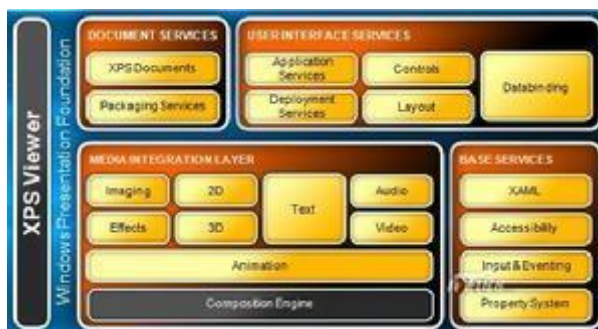 XPS Viewer
Windows Presentation Foundation
DOCUMENT SERVICES
XPS Documents
Packaging Services
USER INTERFACE SERVICES
Application
Services
Controls
Deployment
Services
Layout
Databinding
MEDIA INTEGRATION LAYER
Imaging
2D
Text
Audio
Effects
3D
Video
Animation
Composition Engine
BASE SERVICES
XAML
Accessibility
Input & Eventing
Property System